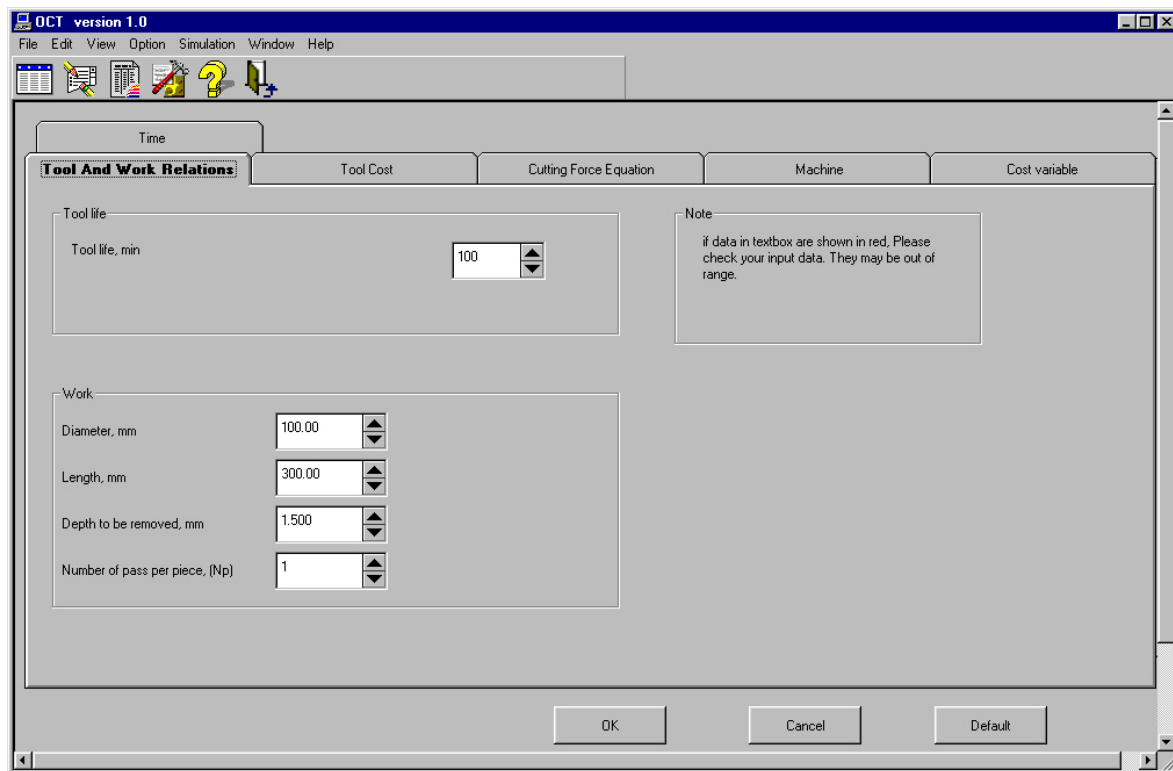 OCT version 1.0
File Edit View Option Simulation Window Help
Time
Tool And Work Relations Tool Cost Cutting Force Equation Machine Cost variable
Tool life
Tool life, min 100
Note
if data in textbox are shown in red, Please
check your input data. They may be out of
range.
Work
Diameter, mm 100.00
Length, mm 300.00
Depth to be removed, mm 1.500
Number of pass per piece, (Np) 1
OK Cancel Default